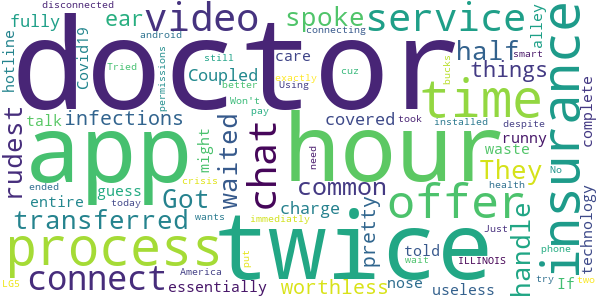 disconnected
ear
video
spoke
service
alley
fully
android
connecting
half
smart
hotline
Covid19
doctor
Tried
still
care
things
insurance
Coupled
better
cuz
exactly
Using
bucks
rudest
permissions
Won't
pay
time
complete
infections
covered
took
installed
despite
runny
talk
app
might
waited
chat
hour
They
waste
No
guess
need
health
technology
entire
Got
common
offer
ended
today
crisis
wants
charge
pretty
handle
Just
transferred
immediatly
told
phone
process
twice
put
America
nose
wait
ILLINOIS
If
try
two
LGS
connect
essentially
worthless
useless